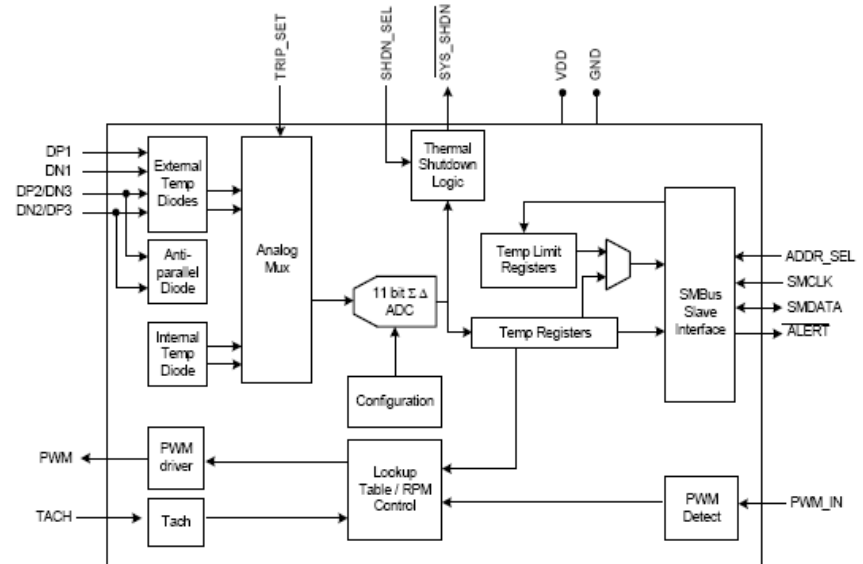 TRIP_SET
SHDN_SEL
SYS_SHDN
VDD
GND
DP1
DN1
DP2/DN3
DN2/DP3
External
Temp
Diodes
Anti-
parallel
Diode
Internal
Temp
Diode
Analog
Mux
Thermal
Shutdown
Logic
11 bit Σ Δ
ADC
Configuration
Temp Limit
Registers
Temp Registers
SMBus
Slave
Interface
ADDR_SEL
SMCLK
SMDATA
ALERT
PWM
PWM
driver
Lookup
Table / RPM
Control
TACH
Tach
PWM
Detect
PWM_IN